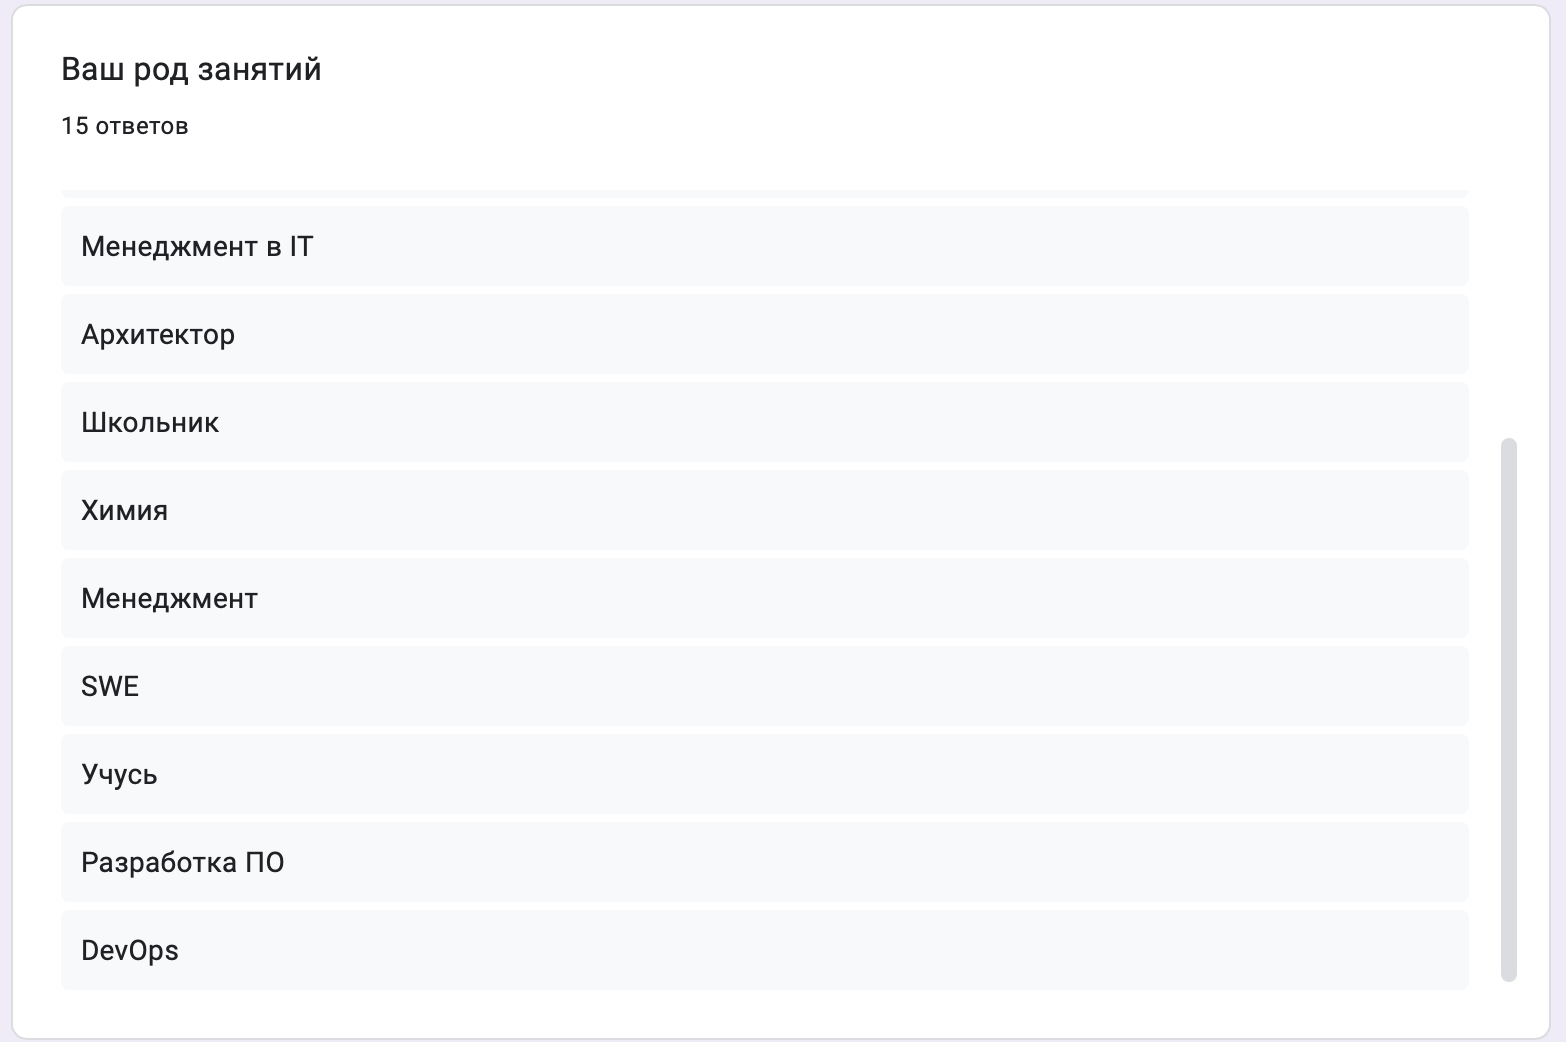 Ваш род занятий
15 ответов
Менеджмент в IT
Архитектор
Школьник
Химия
Менеджмент
SWE
Учусь
Разработка ПО
DevOps